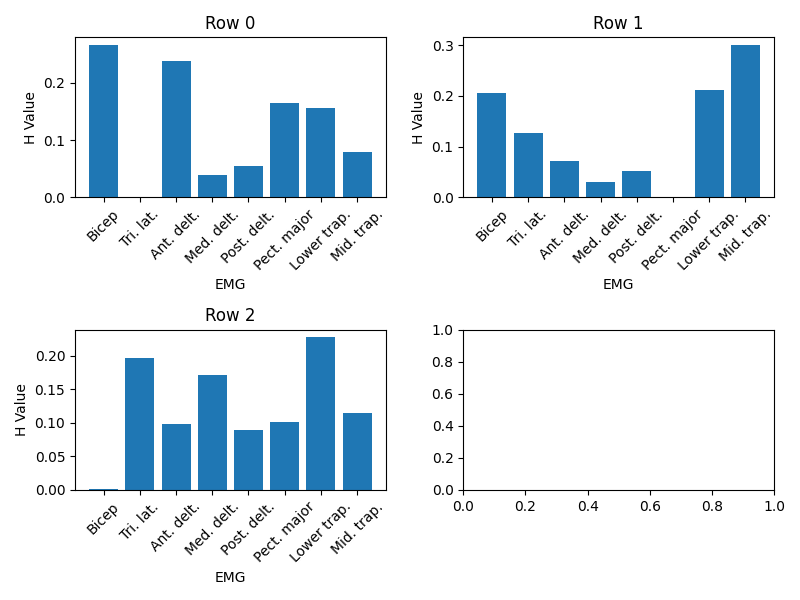 Row 0
H Value
0.2
0.1
0.0
Bicep
Tri. lat.
Ant. delt.
Med. delt.
Post. delt.
Pect. major
Lower trap.
Mid. trap.
EMG
Row 1
H Value
0.3
0.2
0.1
0.0
Bicep
Tri. lat.
Ant. delt.
Med. delt.
Post. delt.
Pect. major
Lower trap.
Mid. trap.
EMG
Row 2
H Value
0.20
0.15
0.10
0.05
0.00
Bicep
Tri. lat.
Ant. delt.
Med. delt.
Post. delt.
Pect. major
Lower trap.
Mid. trap.
EMG
1.0
0.8
0.6
0.4
0.2
0.0
0.0 0.2 0.4 0.6 0.8 1.0